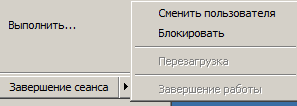 Выполнить...
Завершение сеанса
Сменить пользователя
Блокировать
Перезагрузка
Завершение работы